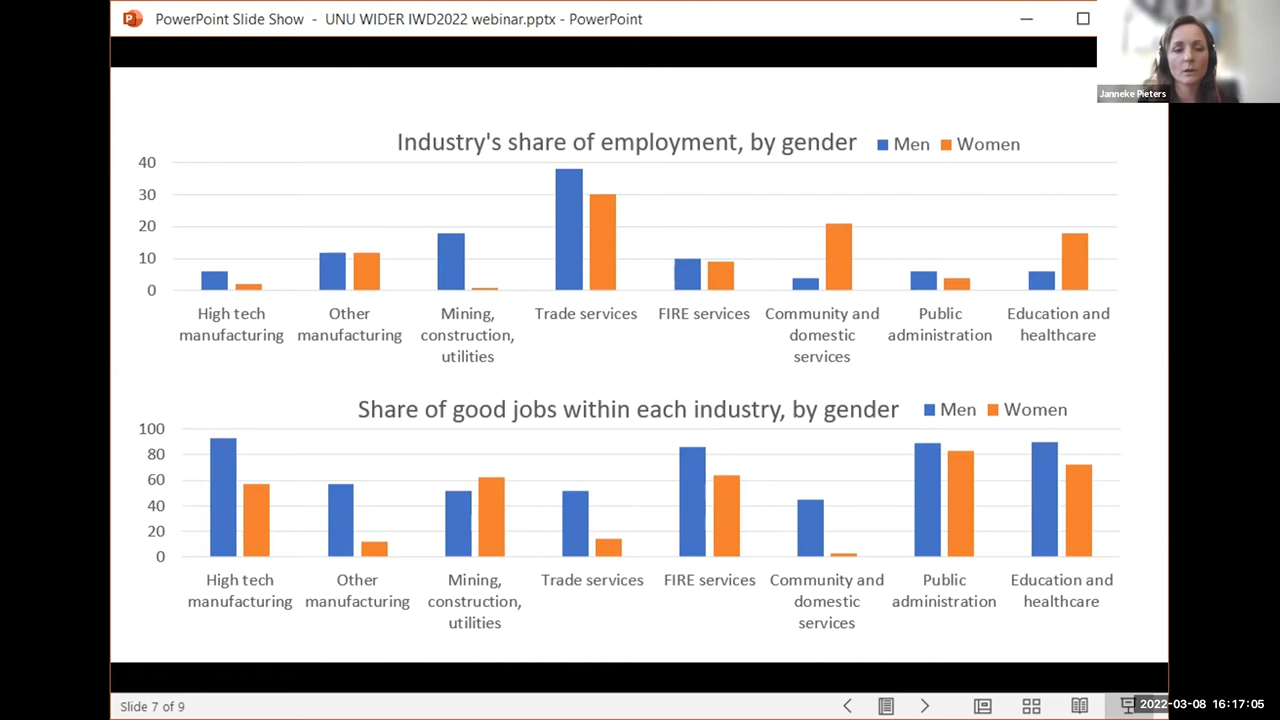 PowerPoint Slide Show - UNU WIDER IWD2022 webinar.pptx - PowerPoint
Janneke Pieters
Industry's share of employment, by gender
Men Women
40
30
20
10
0
High tech manufacturing
Other manufacturing
Mining, construction, utilities
Trade services
FIRE services
Community and domestic services
Public administration
Education and healthcare
Share of good jobs within each industry, by gender
Men Women
100
80
60
40
20
0
High tech manufacturing
Other manufacturing
Mining, construction, utilities
Trade services
FIRE services
Community and domestic services
Public administration
Education and healthcare
Slide 7 of 9
2022-03-08 16:17:05